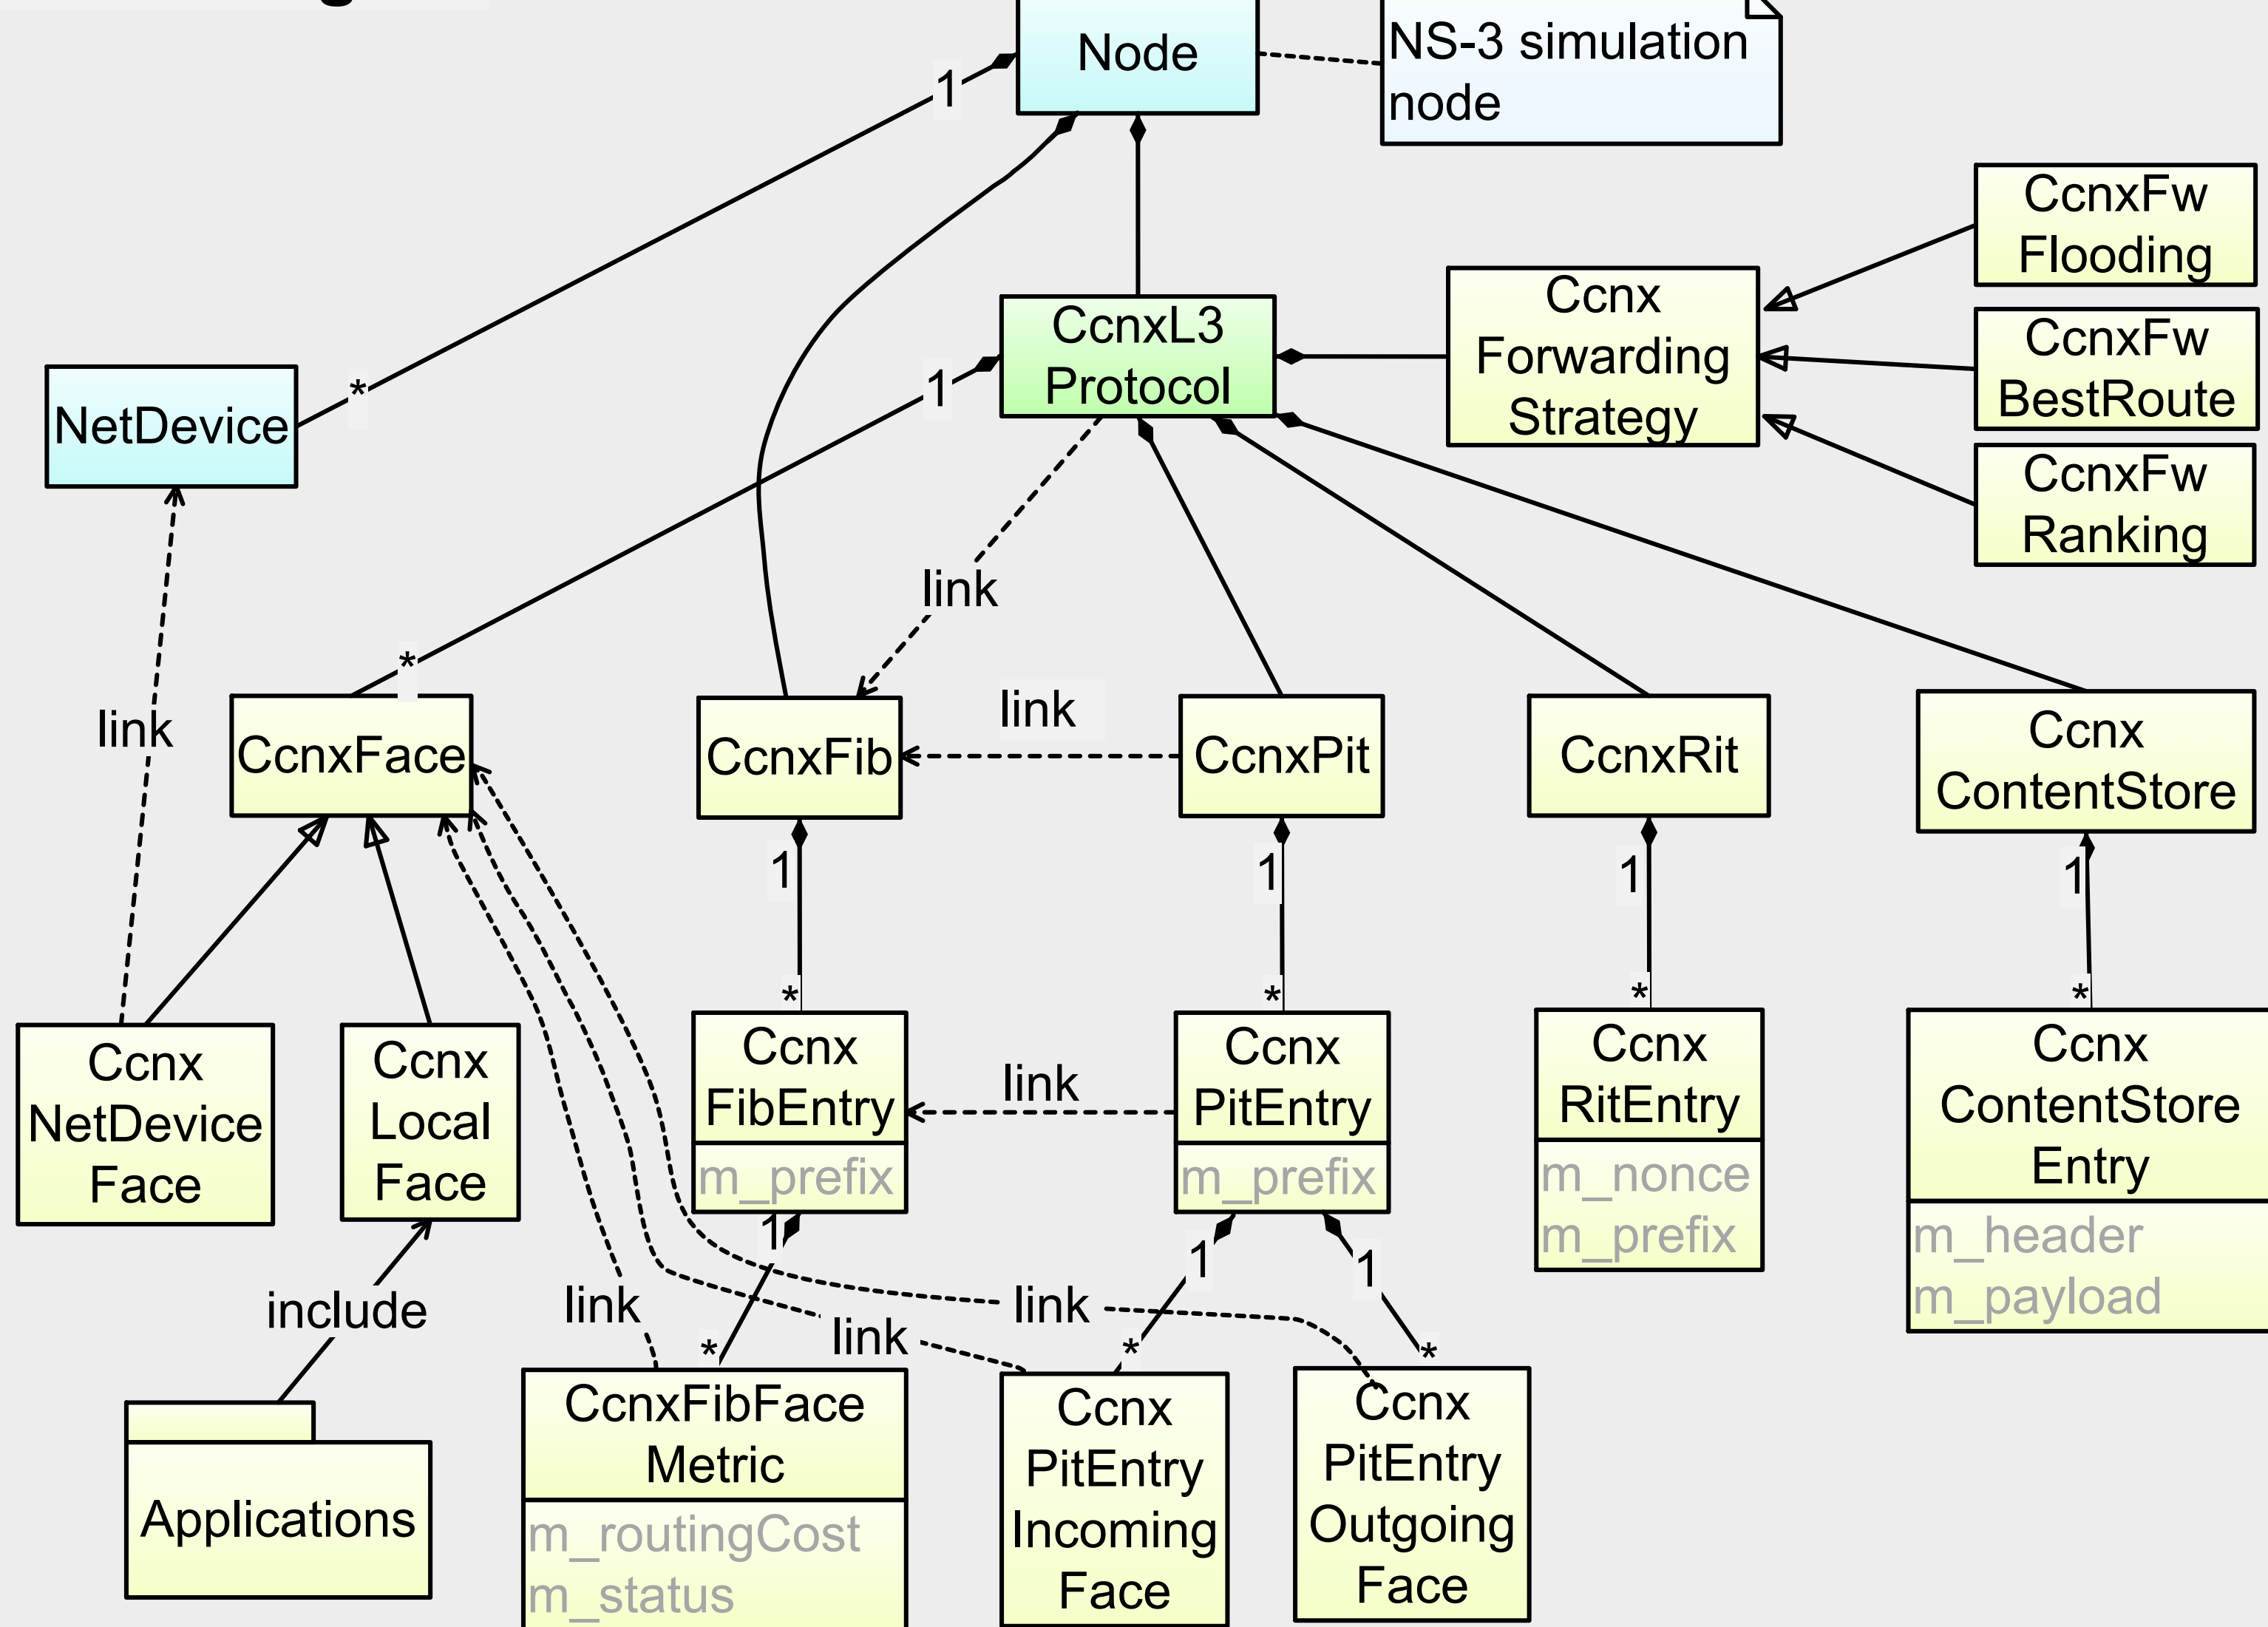 Node
NS-3 simulation
node
1
CcnxFw
Flooding
CcnxL3
Protocol
Ccnx
Forwarding
Strategy
CcnxFw
BestRoute
NetDevice
*
1
CcnxFw
Ranking
link
*
link
link
CcnxFace
CcnxFib
CcnxPit
CcnxRit
Ccnx
ContentStore
1
1
1
1
*
*
*
*
Ccnx
NetDevice
Face
Ccnx
Local
Face
Ccnx
FibEntry
m_prefix
link
Ccnx
PitEntry
m_prefix
Ccnx
RitEntry
m_nonce
m_prefix
Ccnx
ContentStore
Entry
m_header
m_payload
1
1
1
include
link
link
link
*
*
*
Applications
CcnxFibFace
Metric
m_routingCost
m_status
Ccnx
PitEntry
Incoming
Face
Ccnx
PitEntry
Outgoing
Face